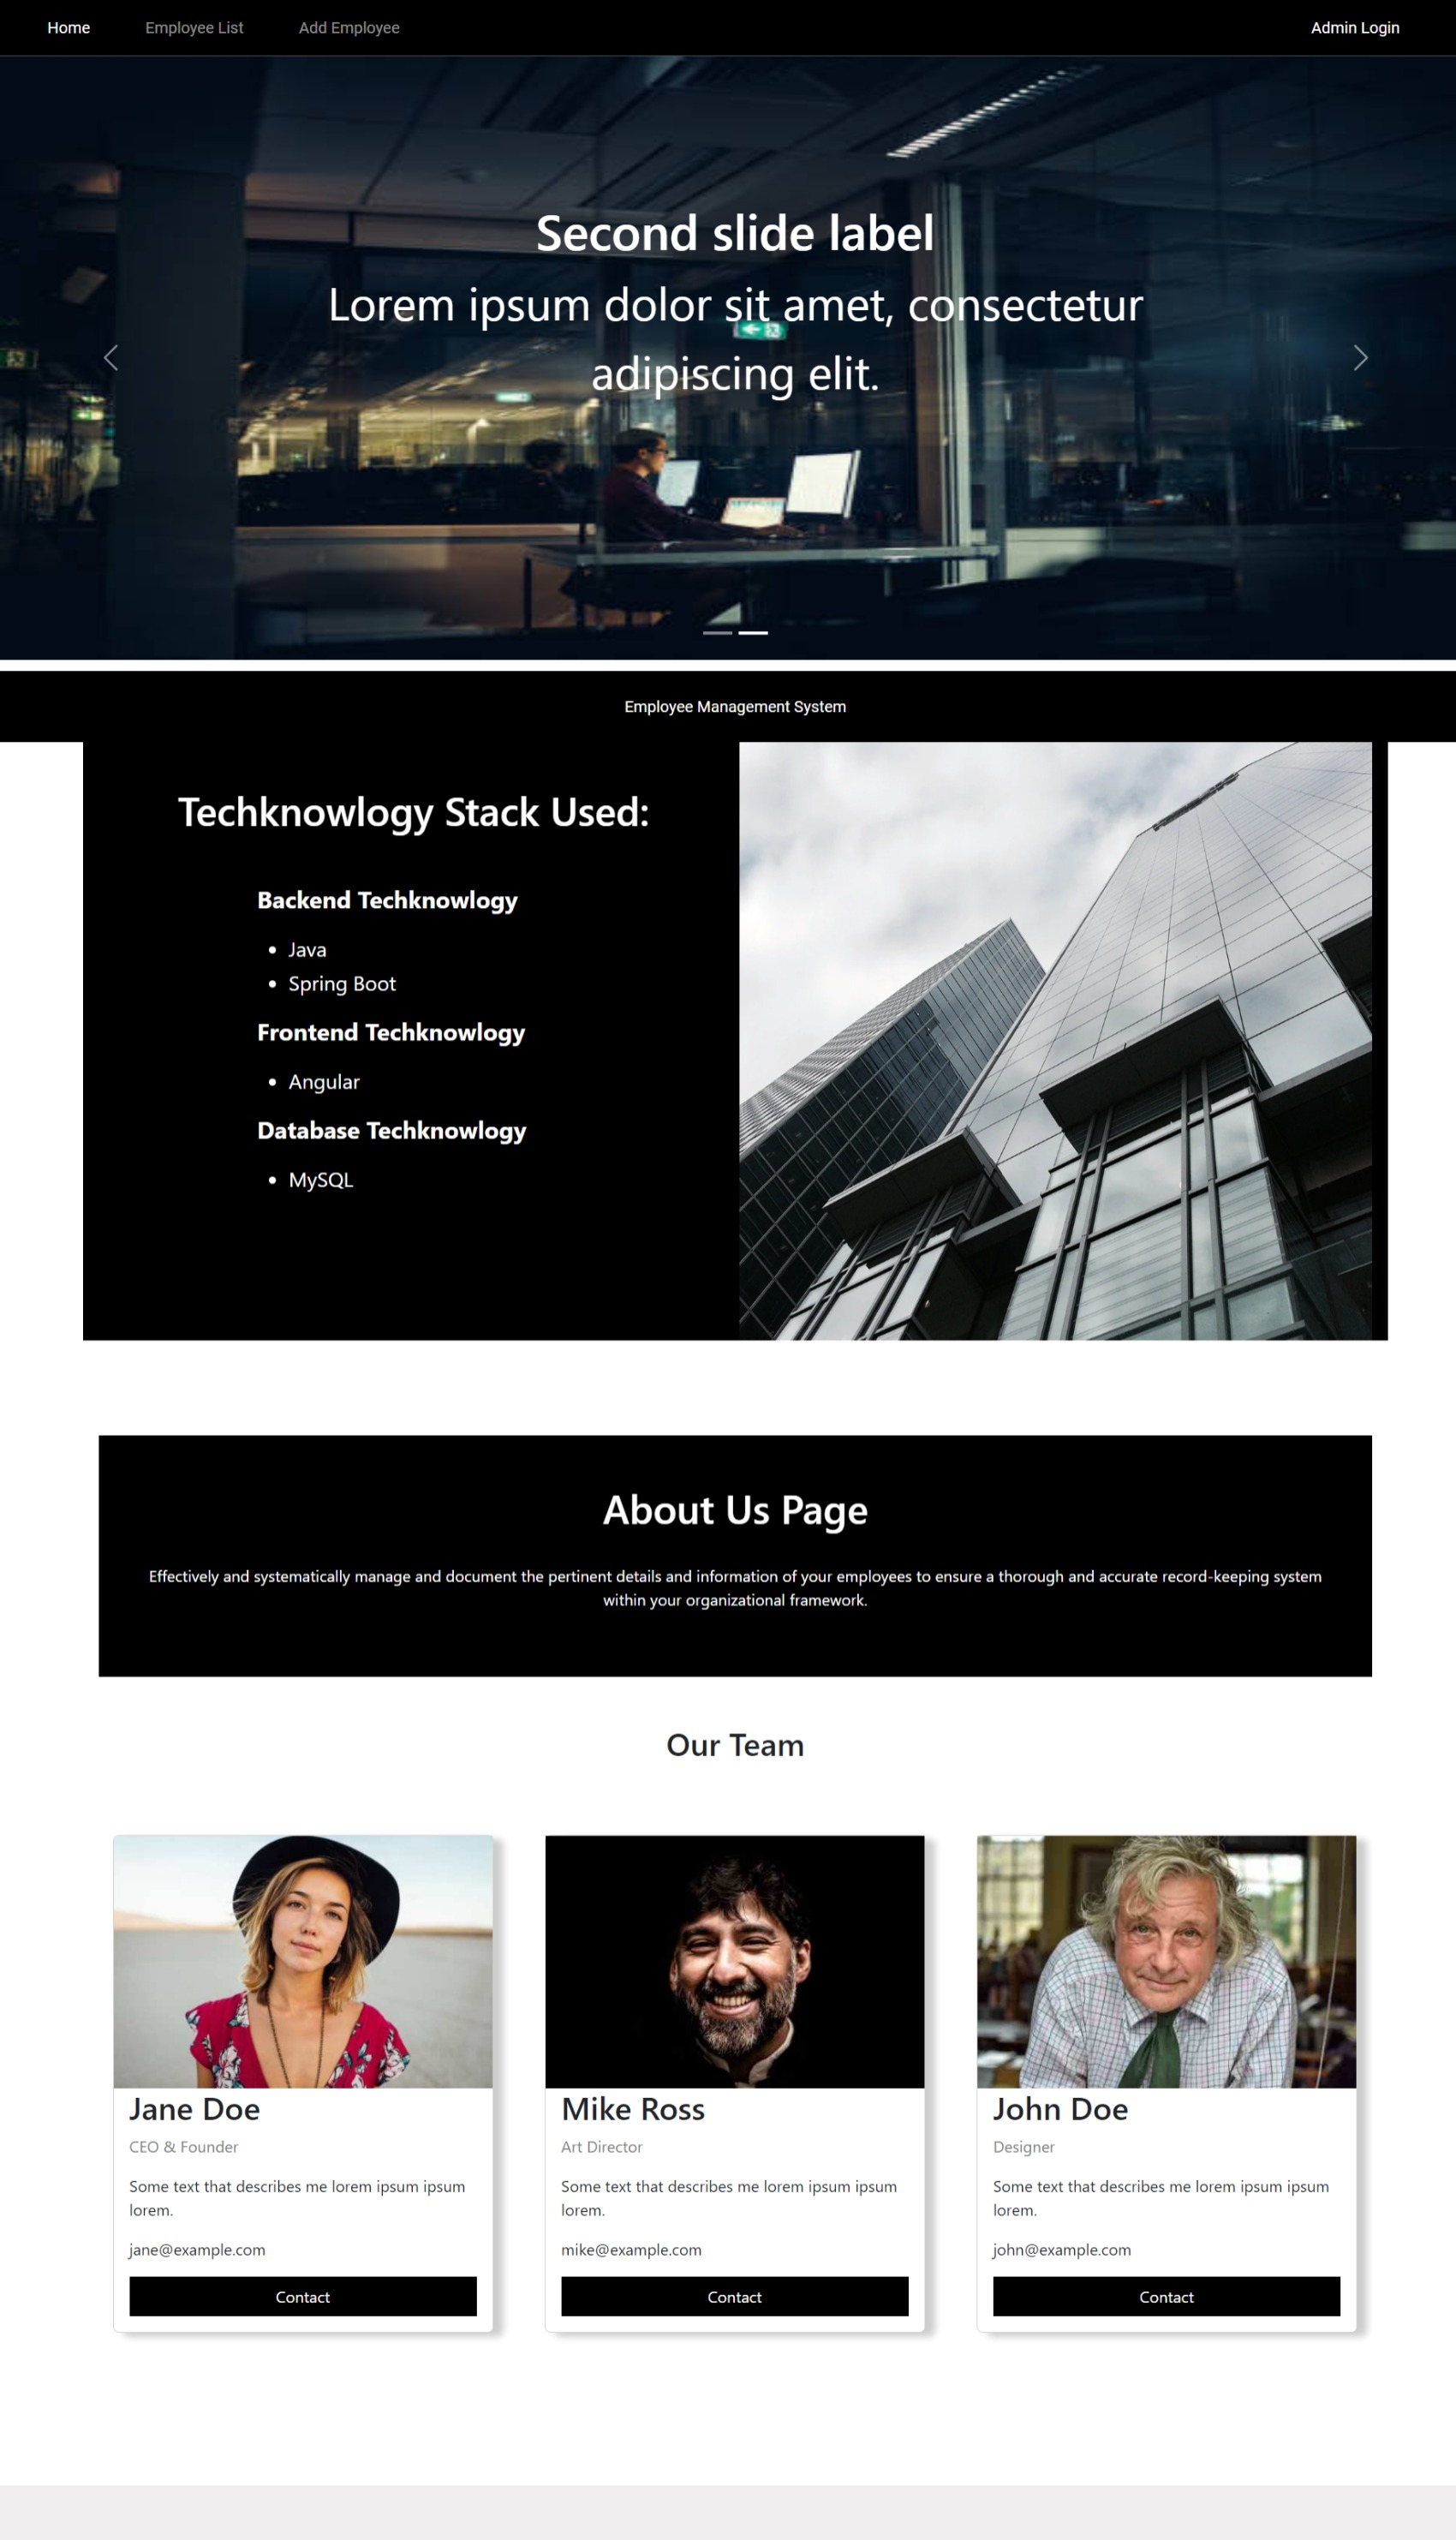 Home Employee List Add Employee Admin Login
Second slide label
Lorem ipsum dolor sit amet, consectetur
adipiscing elit.
Employee Management System
Techknowlogy Stack Used:
Backend Techknowlogy
• Java
• Spring Boot
Frontend Techknowlogy
• Angular
Database Techknowlogy
• MySQL
About Us Page
Effectively and systematically manage and document the pertinent details and information of your employees to ensure a thorough and accurate record-keeping system
within your organizational framework.
Our Team
Jane Doe
CEO & Founder
Some text that describes me lorem ipsum ipsum
lorem.
jane@example.com
Contact
Mike Ross
Art Director
Some text that describes me lorem ipsum ipsum
lorem.
mike@example.com
Contact
John Doe
Designer
Some text that describes me lorem ipsum ipsum
lorem.
john@example.com
Contact